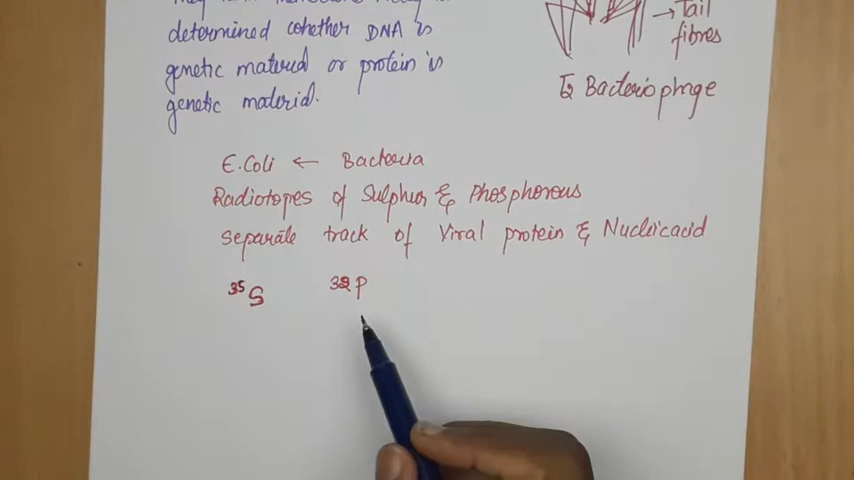 determined cohether DNA is
genetic material or protein is
genetic material.
Tail
fibres
T2 Bacteriophage
E.Coli ← Bacteria
Radiotopes of Sulphur & Phosphorous
separate track of Viral protein & Nucleicacid
35S 32P